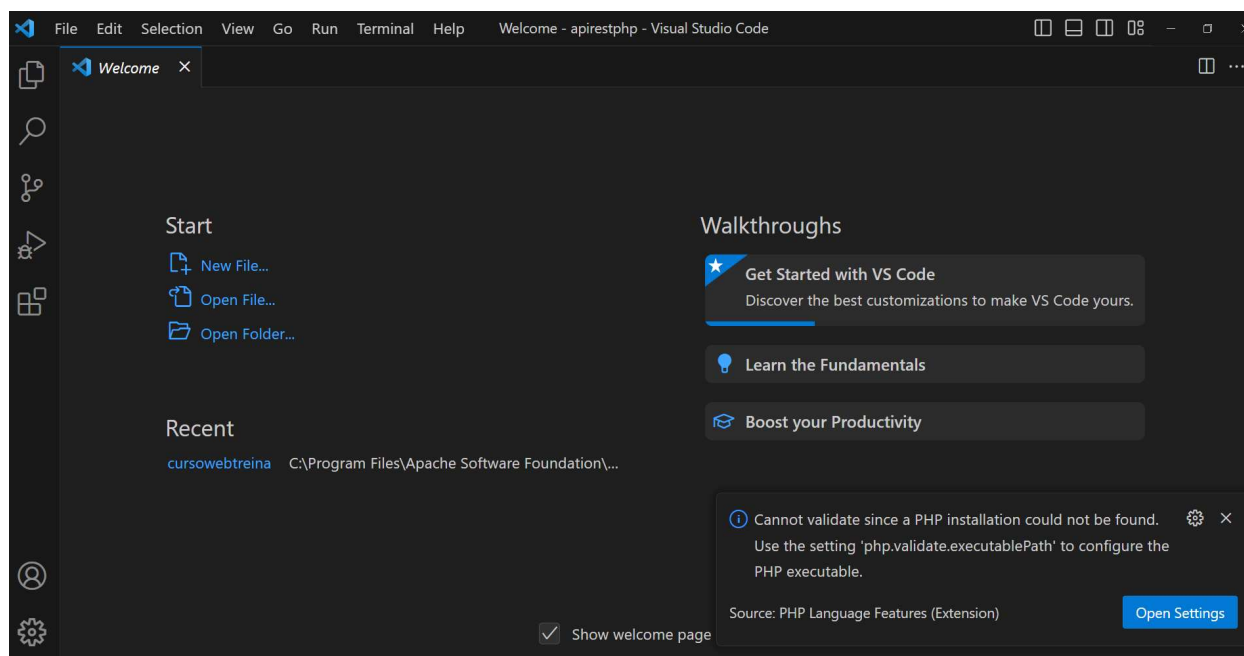 File Edit Selection View Go Run Terminal Help Welcome - apirestphp - Visual Studio Code
Welcome
Start
New File...
Open File...
Open Folder...
Recent
cursowebtreina C:\Program Files\Apache Software Foundation\...
Walkthroughs
Get Started with VS Code
Discover the best customizations to make VS Code yours.
Learn the Fundamentals
Boost your Productivity
Cannot validate since a PHP installation could not be found.
Use the setting 'php.validate.executablePath' to configure the
PHP executable.
Source: PHP Language Features (Extension)
Open Settings
Show welcome page